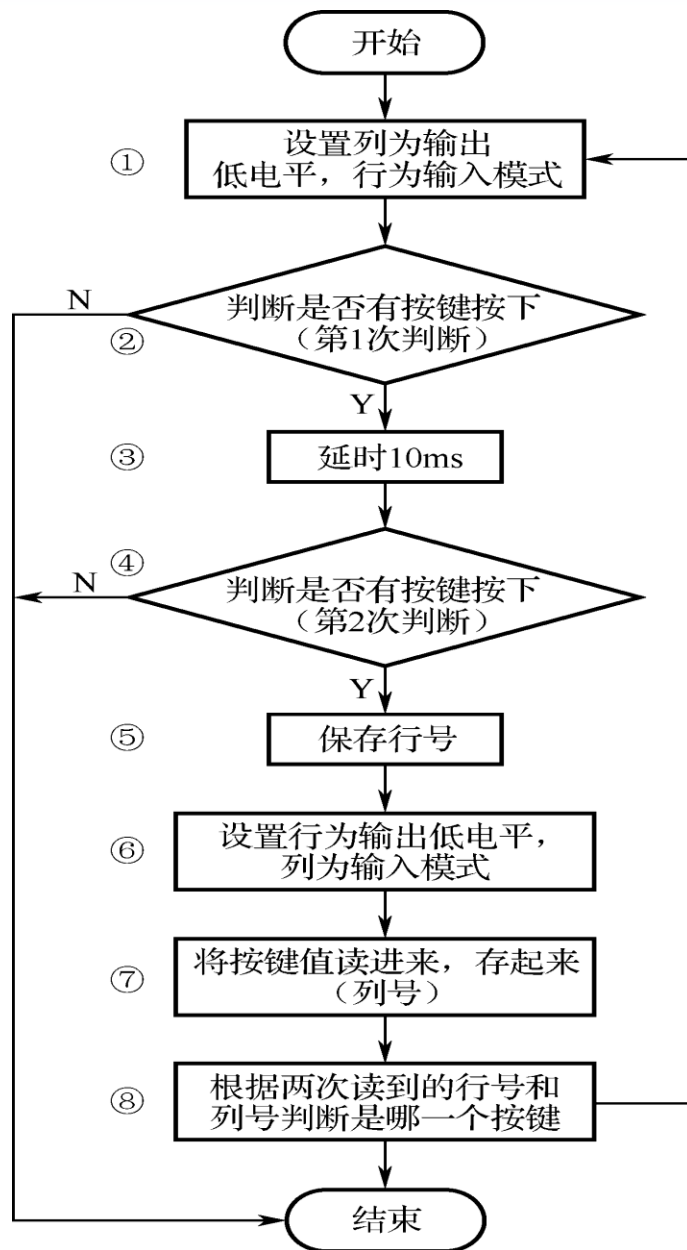 开始
①
设置列为输出
低电平，行为输入模式
N
②
判断是否有按键按下
（第1次判断）
Y
③
延时10ms
④
N
判断是否有按键按下
（第2次判断）
Y
⑤
保存行号
⑥
设置行为输出低电平，
列为输入模式
⑦
将按键值读进来，存起来
（列号）
⑧
根据两次读到的行号和
列号判断是哪一个按键
结束